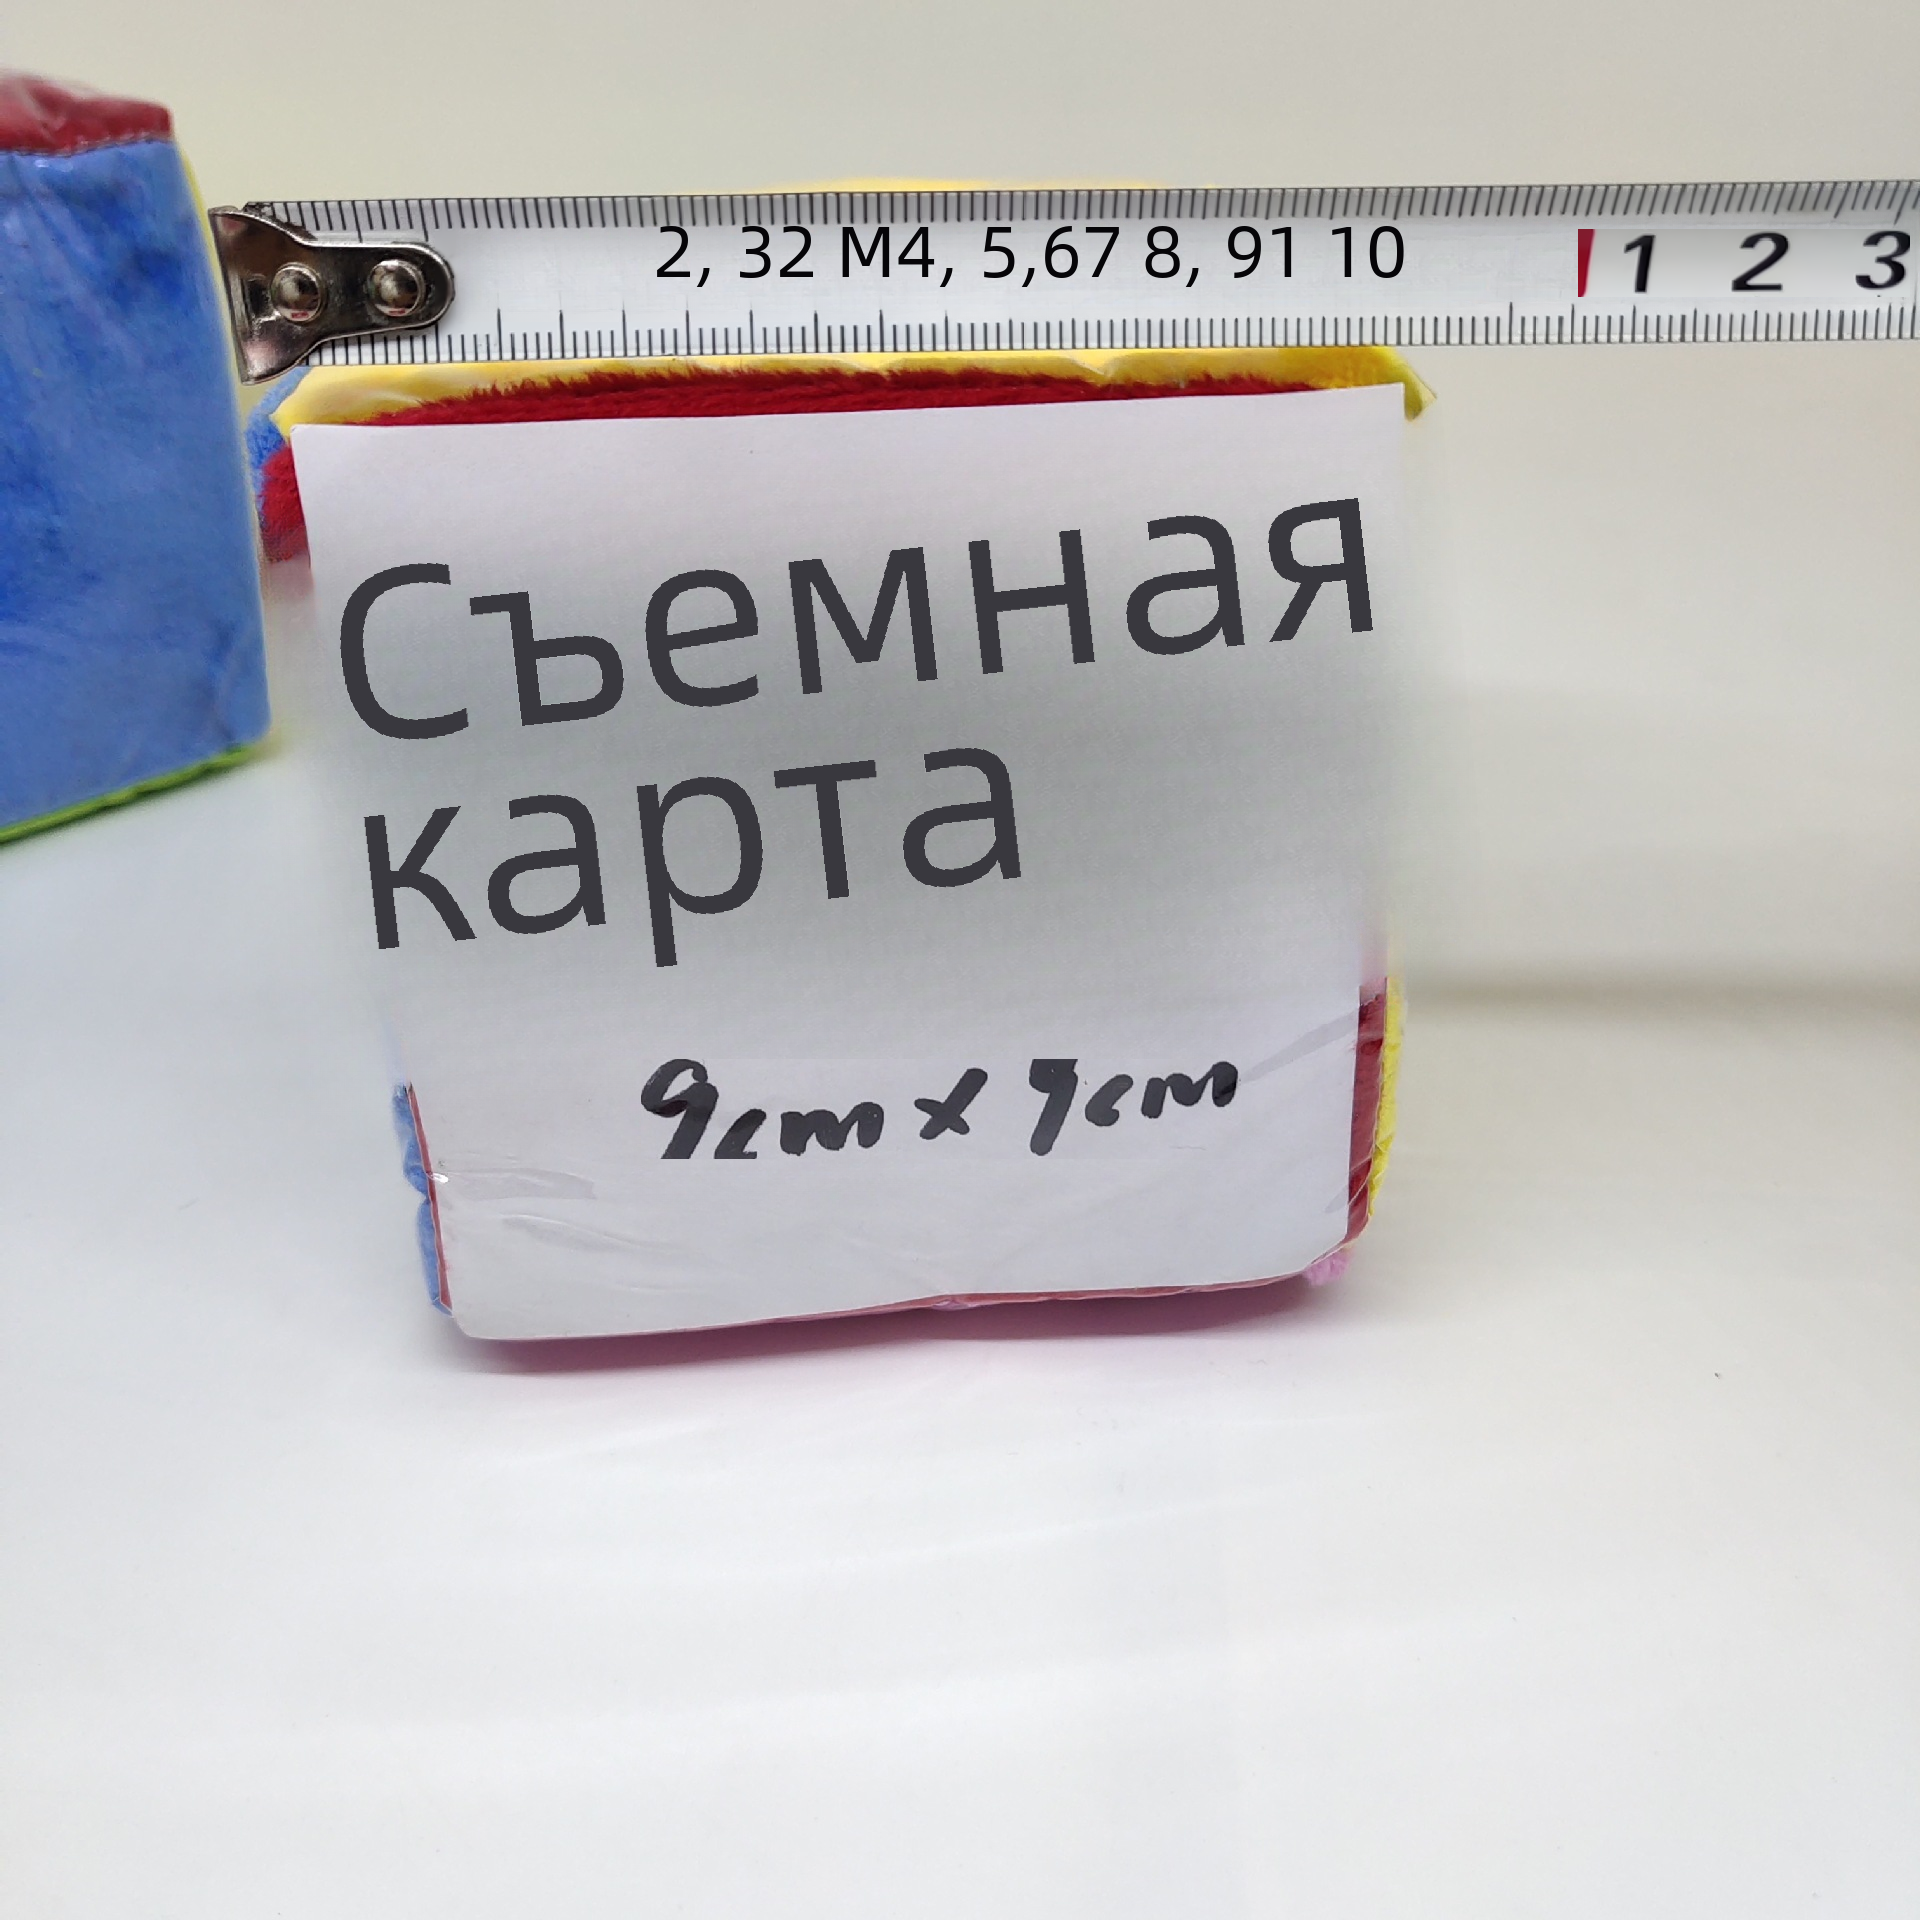 2, 32 M4, 5,67 8, 91 10
1 2 3
Съемная
карта
9cm x 9cm